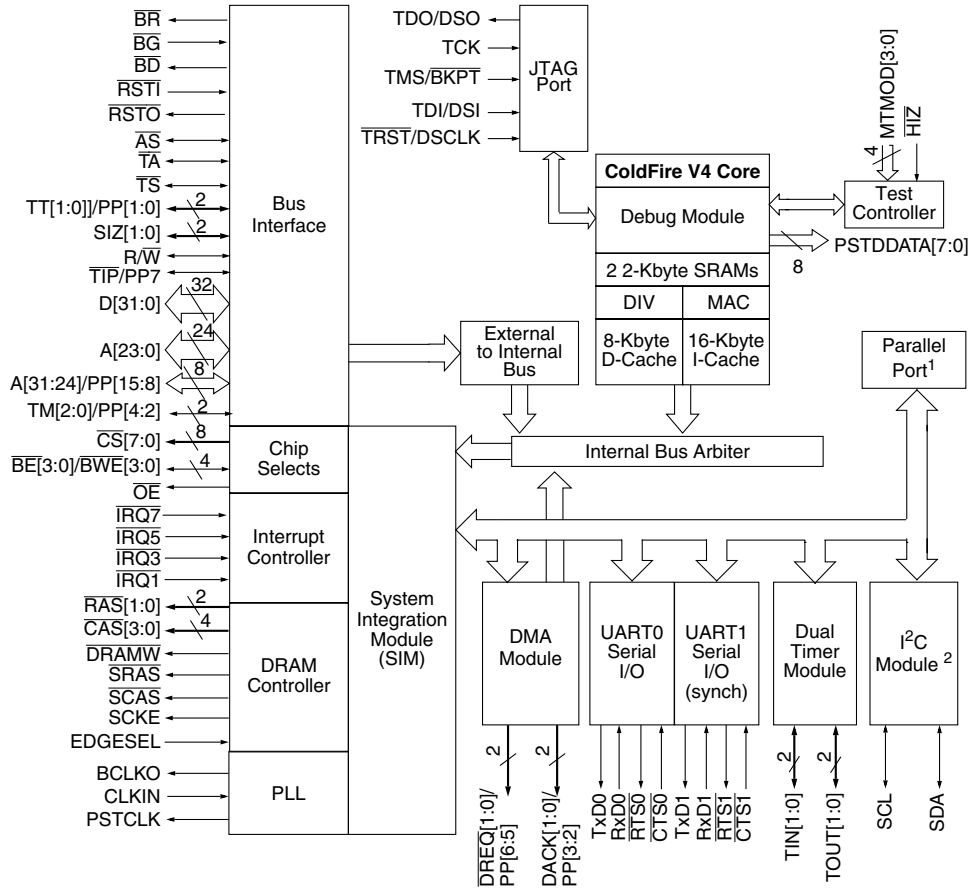 BR
BG
BD
RSTI
RSTO
AS
TA
TS
TT[1:0]]/PP[1:0]
2
SIZ[1:0]
2
R/W
TIP/PP7
D[31:0]
32
A[23:0]
24
A[31:24]/PP[15:8]
8
TM[2:0]/PP[4:2]
2
CS[7:0]
8
BE[3:0]/BWE[3:0]
4
OE
IRQ7
IRQ5
IRQ3
IRQ1
RAS[1:0]
2
CAS[3:0]
4
DRAMW
SRAS
SCAS
SCKE
EDGESEL
BCLKO
CLKIN
PSTCLK
Bus
Interface
Chip
Selects
Interrupt
Controller
DRAM
Controller
PLL
System
Integration
Module
(SIM)
TDO/DSO
TCK
TMS/BKPT
TDI/DSI
TRST/DSCLK
JTAG
Port
ColdFire V4 Core
Debug Module
2 2-Kbyte SRAMs
DIV
MAC
8-Kbyte
D-Cache
16-Kbyte
I-Cache
MTMOD[3:0]
4
HIZ
Test
Controller
PSTDDATA[7:0]
8
External
to Internal
Bus
Parallel
Port1
Internal Bus Arbiter
DMA
Module
UART0
Serial
I/O
UART1
Serial
I/O
(synch)
Dual
Timer
Module
I2C
Module 2
2
2
2
2
DREQ[1:0]/
PP[6:5]
DACK[1:0]/
PP[3:2]
TxD0
RxD0
RTS0
CTS0
TxD1
RxD1
RTS1
CTS1
TIN[1:0]
TOUT[1:0]
SCL
SDA